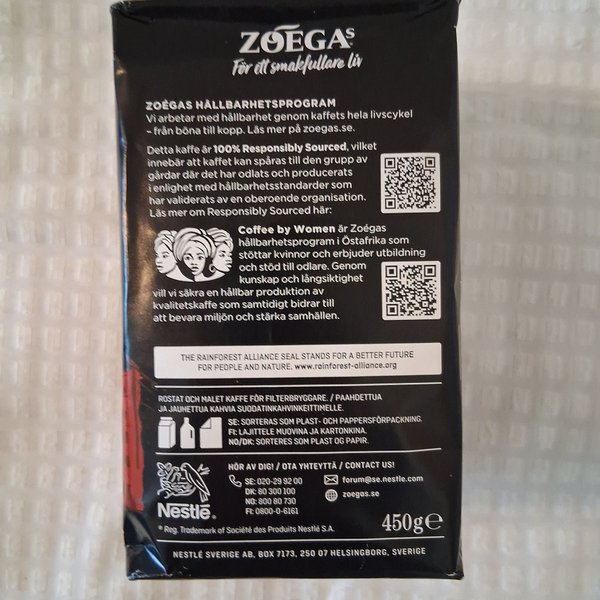 ZOÉGAS
För ett smakfullare liv
ZOÉGAS HÅLLBARHETSPROGRAM
Vi arbetar med hållbarhet genom kaffets hela livscykel
– från böna till kopp. Läs mer på zoegas.se.
Detta kaffe är 100% Responsibly Sourced, vilket
innebär att kaffet kan spåras till den grupp av
gårdar där det har odlats och producerats
i enlighet med hållbarhetsstandarder som
har validerats av en oberoende organisation.
Läs mer om Responsibly Sourced här:
Coffee by Women är Zoégas
hållbarhetsprogram i Östafrika som
stöttar kvinnor och erbjuder utbildning
och stöd till odlare. Genom
kunskap och långsiktighet
vill vi säkra en hållbar produktion av
kvalitetskaffe som samtidigt bidrar till
att bevara miljön och stärka samhällen.
THE RAINFOREST ALLIANCE SEAL STANDS FOR A BETTER FUTURE
FOR PEOPLE AND NATURE. www.rainforest-alliance.org
ROSTAT OCH MALET KAFFE FÖR FILTERBRYGGARE. / PAAHDETTUA
JA JAUHETTUA KAHVIA SUODATINKAHVINKEITTIMELLE.
SE: SORTERAS SOM PLAST- OCH PAPPERSFÖRPACKNING.
FI: LAJITTELE MUOVINA JA KARTONKINA.
NO/DK: SORTERES SOM PLAST OG PAPIR.
HÖR AV DIG! / OTA YHTEYTTÄ / CONTACT US!
SE: 020-29 92 00
DK: 80 300 100
NO: 800 80 730
FI: 0800-0-6161
forum@se.nestle.com
zoegas.se
Nestlé®
® Reg. Trademark of Société des Produits Nestlé S.A.
450g℮
NESTLÉ SVERIGE AB, BOX 7173, 250 07 HELSINGBORG, SVERIGE